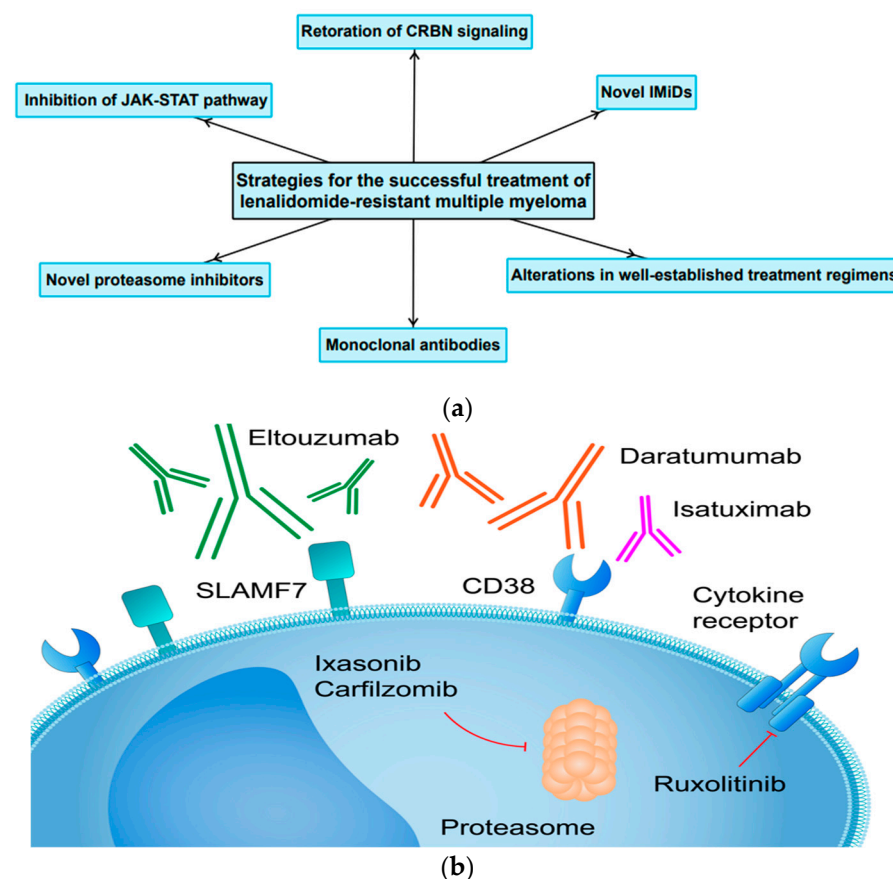 Retoration of CRBN signaling
Inhibition of JAK-STAT pathway
Novel IMiDs
Strategies for the successful treatment of
lenalidomide-resistant multiple myeloma
Novel proteasome inhibitors
Alterations in well-established treatment regimens
Monoclonal antibodies
(a)
Eltouzumab
Daratumumab
Isatuximab
SLAMF7
CD38
Cytokine
receptor
Ixasonib
Carfilzomib
Ruxolitinib
Proteasome
(b)